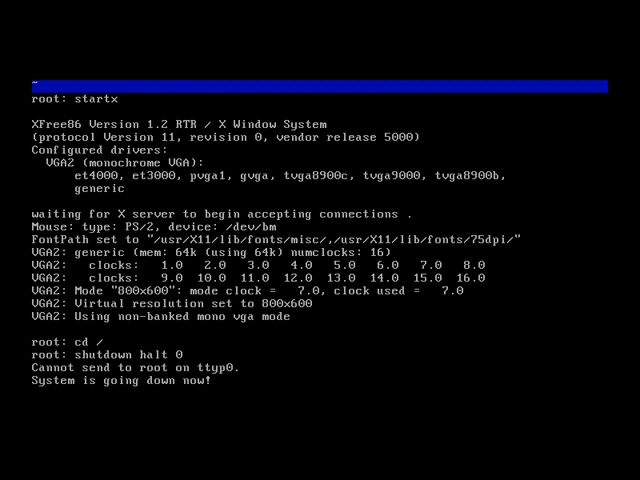 ~
root: startx
XFree86 Version 1.2 RTR / X Window System
(protocol Version 11, revision 0, vendor release 5000)
Configured drivers:
VGA2 (monochrome VGA):
et4000, et3000, pvga1, gvga, tvga8900c, tvga9000, tvga8900b,
generic
waiting for X server to begin accepting connections .
Mouse: type: PS/2, device: /dev/bm
FontPath set to "/usr/X11/lib/fonts/misc/,/usr/X11/lib/fonts/75dpi/"
VGA2: generic (mem: 64k (using 64k) numclocks: 16)
VGA2:   clocks:   1.0   2.0   3.0   4.0   5.0   6.0   7.0   8.0
VGA2:   clocks:   9.0  10.0  11.0  12.0  13.0  14.0  15.0  16.0
VGA2: Mode "800x600": mode clock =   7.0, clock used =   7.0
VGA2: Virtual resolution set to 800x600
VGA2: Using non-banked mono vga mode
root: cd /
root: shutdown halt 0
Cannot send to root on ttyp0.
System is going down now!